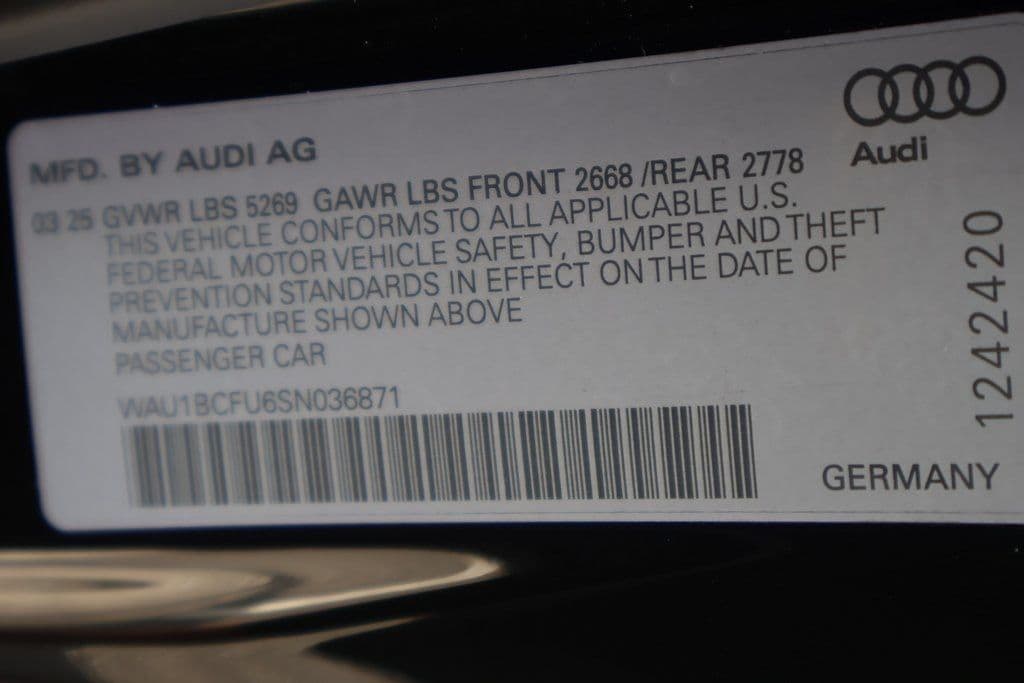 MFD. BY AUDI AG
03 25 GVWR LBS 5269 GAWR LBS FRONT 2668 /REAR 2778
THIS VEHICLE CONFORMS TO ALL APPLICABLE U.S.
FEDERAL MOTOR VEHICLE SAFETY, BUMPER AND THEFT
PREVENTION STANDARDS IN EFFECT ON THE DATE OF
MANUFACTURE SHOWN ABOVE
PASSENGER CAR
WAU1BCFU6SN036871
Audi
1242420
GERMANY